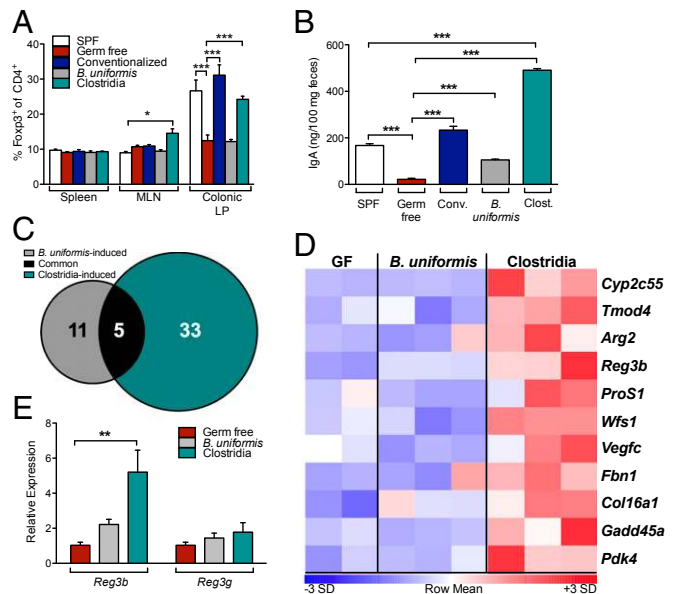 A
% Foxp3+ of CD4+
40
30
20
10
0
SPF
Germ free
Conventionalized
B. uniformis
Clostridia
***
***
***
*
Spleen
MLN
Colonic
LP
B
IgA (ng/100 mg feces)
600
400
200
0
***
***
***
***
***
SPF
Germ
free
Conv.
B.
uniformis
Clost.
C
B. uniformis-induced
Common
Clostridia-induced
11
5
33
D
GF
B. uniformis
Clostridia
Cyp2c55
Tmod4
Arg2
Reg3b
ProS1
Wfs1
Vegfc
Fbn1
Col16a1
Gadd45a
Pdk4
-3 SD
Row Mean
+3 SD
E
Relative Expression
8
6
4
2
0
**
Germ free
B. uniformis
Clostridia
Reg3b
Reg3g